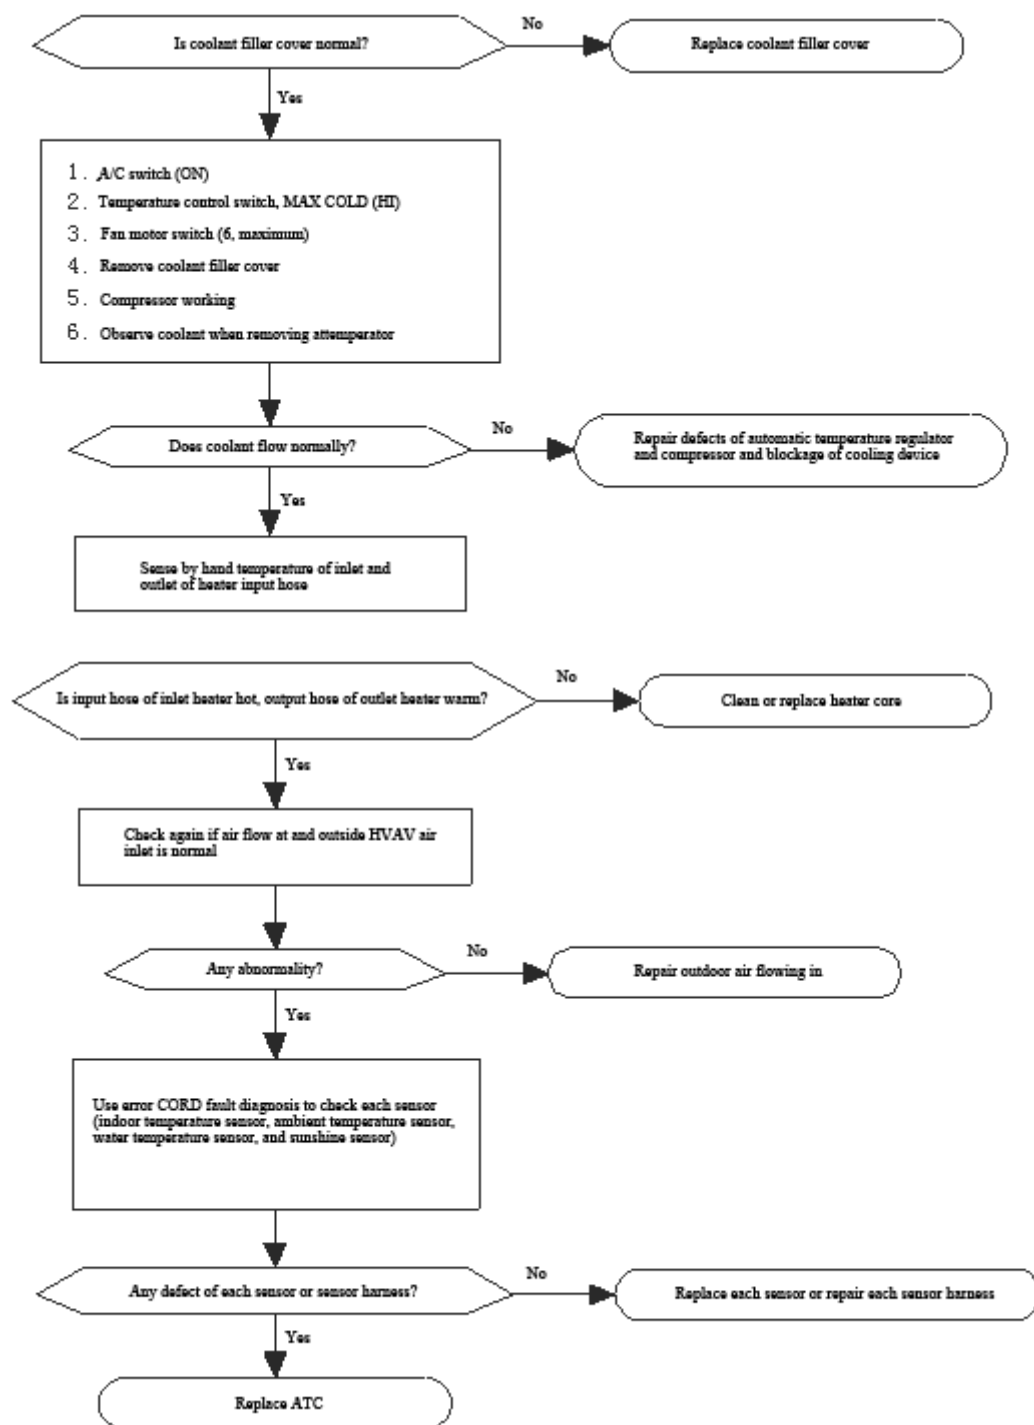 Is coolant filler cover normal?
No
Replace coolant filler cover
Yes
1. A/C switch (ON)
2. Temperature control switch, MAX COLD (HI)
3. Fan motor switch (6, maximum)
4. Remove coolant filler cover
5. Compressor working
6. Observe coolant when removing attemperator
Does coolant flow normally?
No
Repair defects of automatic temperature regulator
and compressor and blockage of cooling device
Yes
Sense by hand temperature of inlet and
outlet of heater input hose
Is input hose of inlet heater hot, output hose of outlet heater warm?
No
Clean or replace heater core
Yes
Check again if air flow at and outside HVAV air
inlet is normal
Any abnormality?
No
Repair outdoor air flowing in
Yes
Use error CORD fault diagnosis to check each sensor
(indoor temperature sensor, ambient temperature sensor,
water temperature sensor, and sunshine sensor)
Any defect of each sensor or sensor harness?
No
Replace each sensor or repair each sensor harness
Yes
Replace ATC